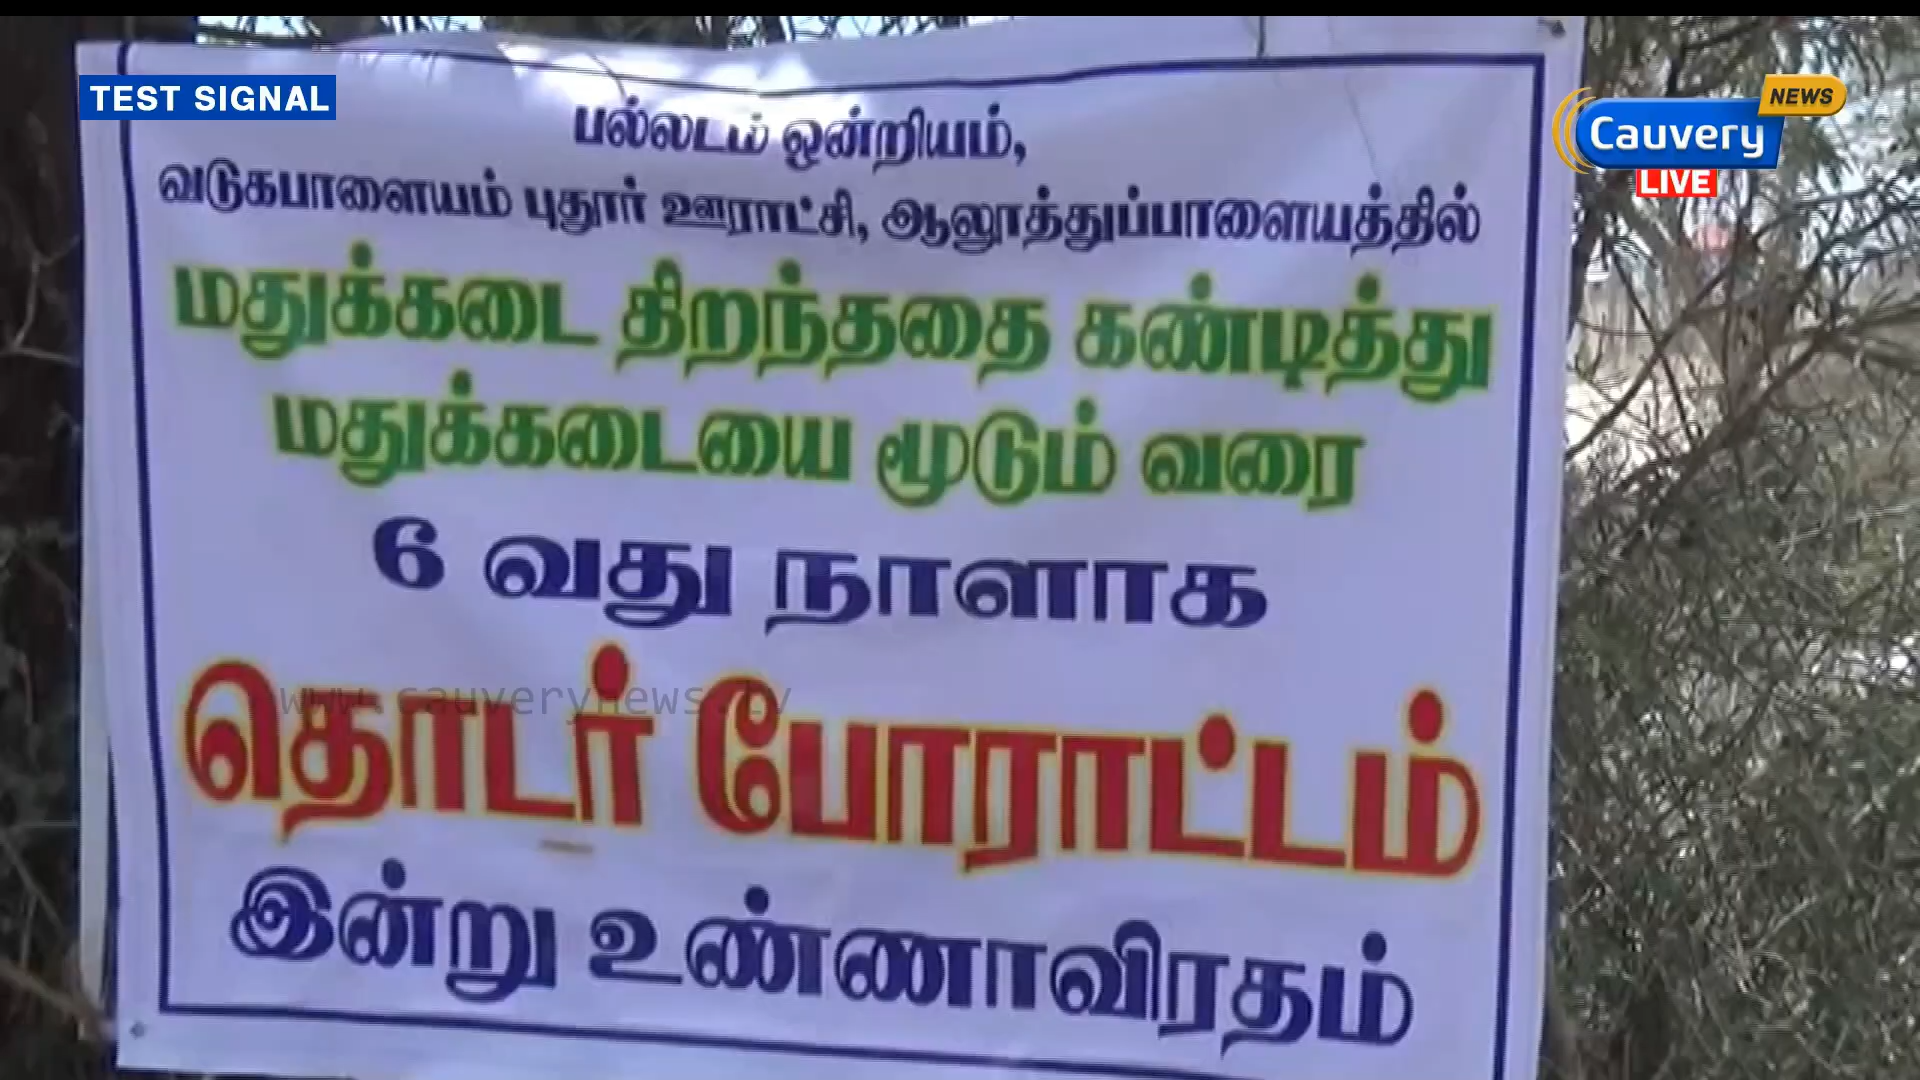 TEST SIGNAL
NEWS
Cauvery
LIVE
பல்லடம் ஒன்றியம்,
வடுகபாளையம் புதூர் ஊராட்சி, ஆலூத்துப்பாளையத்தில்
மதுக்கடை திறந்ததை கண்டித்து
மதுக்கடையை மூடும் வரை
6 வது நாளாக
தொடர் போராட்டம்
www.cauverynews.tv
இன்று உண்ணாவிரதம்